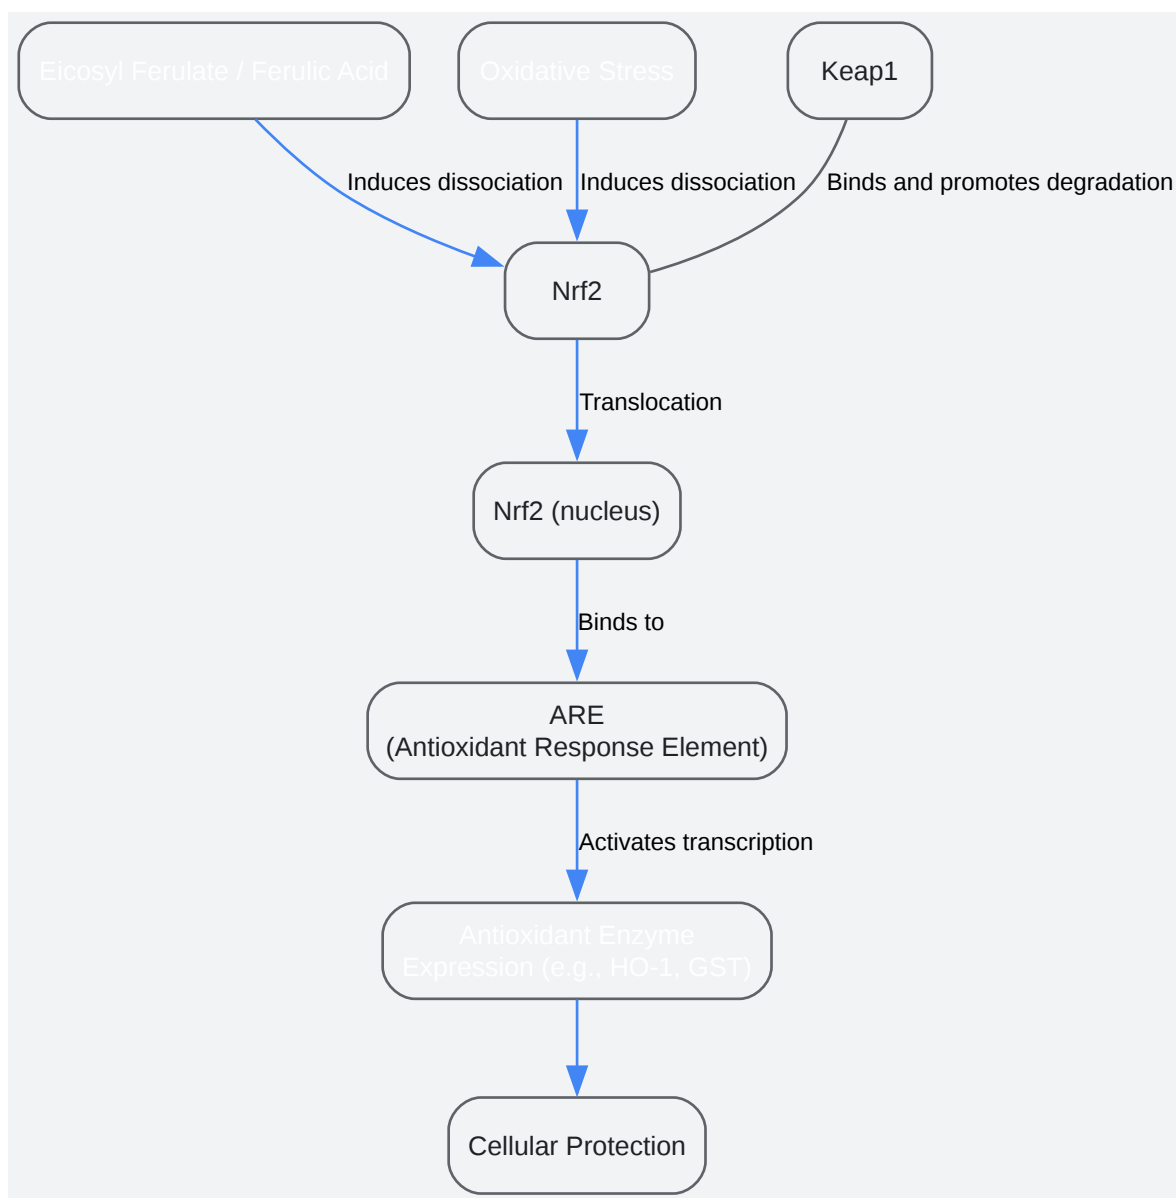 Eicosyl Ferulate / Ferulic Acid
Oxidative Stress
Keap1
Induces dissociation
Induces dissociation
Binds and promotes degradation
Nrf2
Translocation
Nrf2 (nucleus)
Binds to
ARE
(Antioxidant Response Element)
Activates transcription
Antioxidant Enzyme
Expression (e.g., HO-1, GST)
Cellular Protection